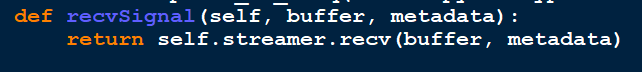 def recvSignal(self, buffer, metadata):
    return self.streamer.recv(buffer, metadata)